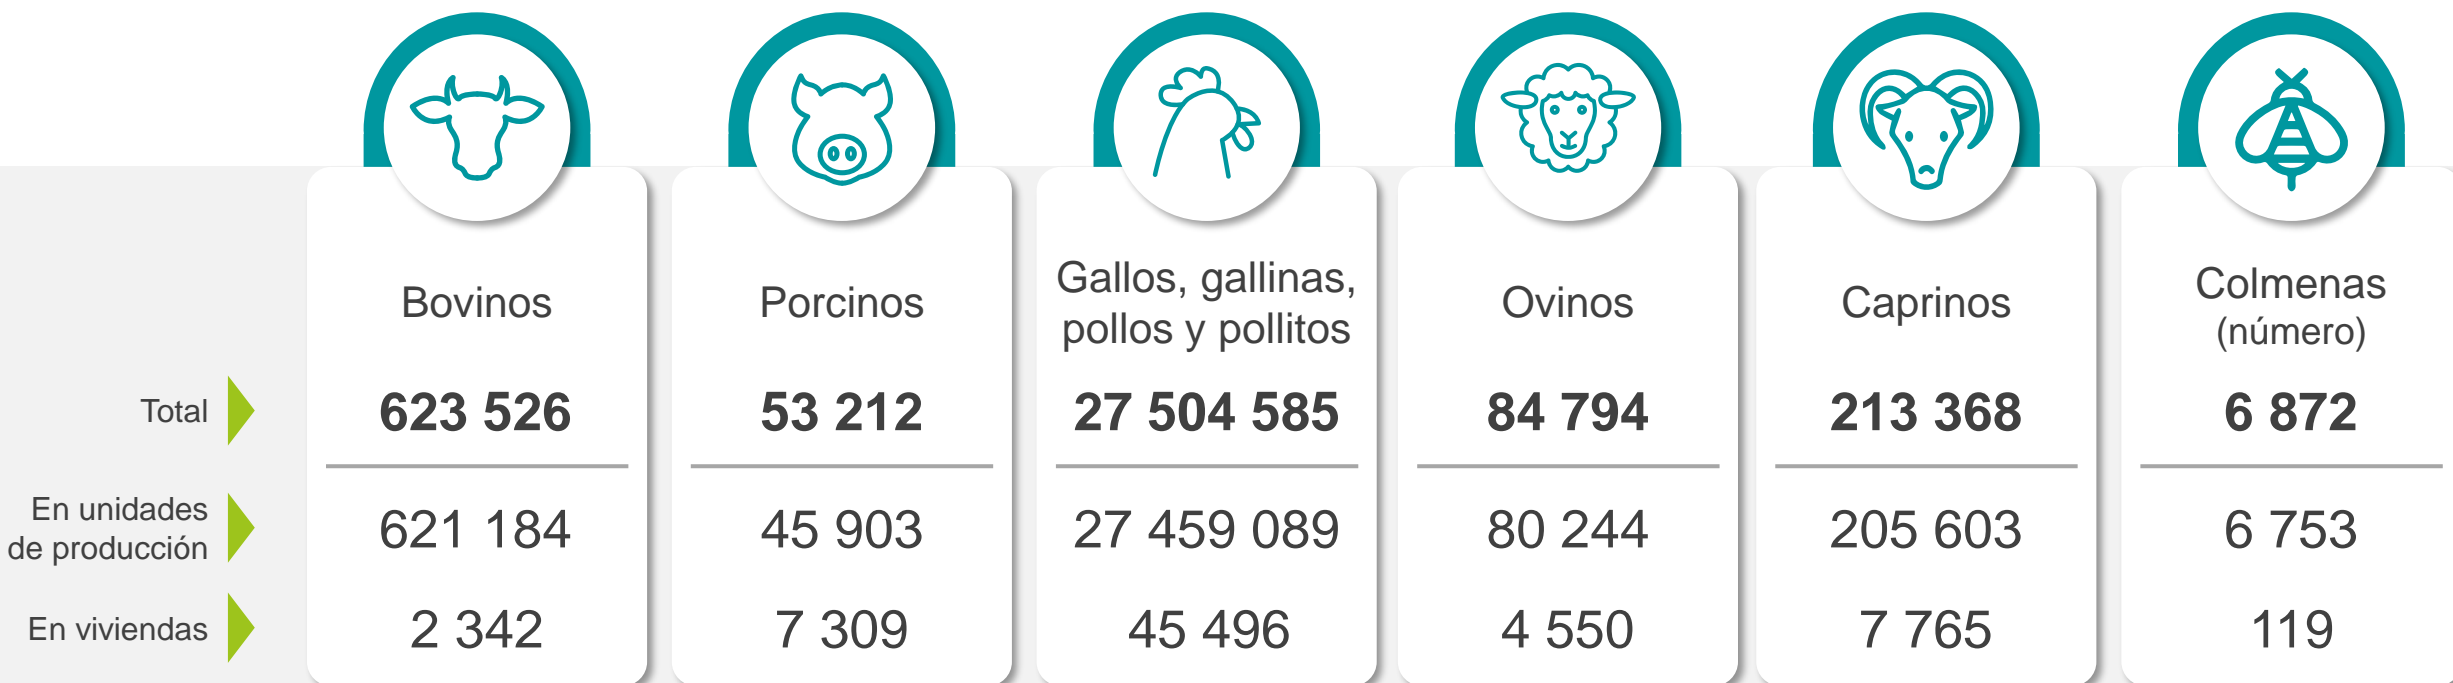 Bovinos
Porcinos
Gallos, gallinas,
pollos y pollitos
Ovinos
Caprinos
Colmenas
(número)
Total
623 526
53 212
27 504 585
84 794
213 368
6 872
En unidades
de producción
621 184
45 903
27 459 089
80 244
205 603
6 753
En viviendas
2 342
7 309
45 496
4 550
7 765
119